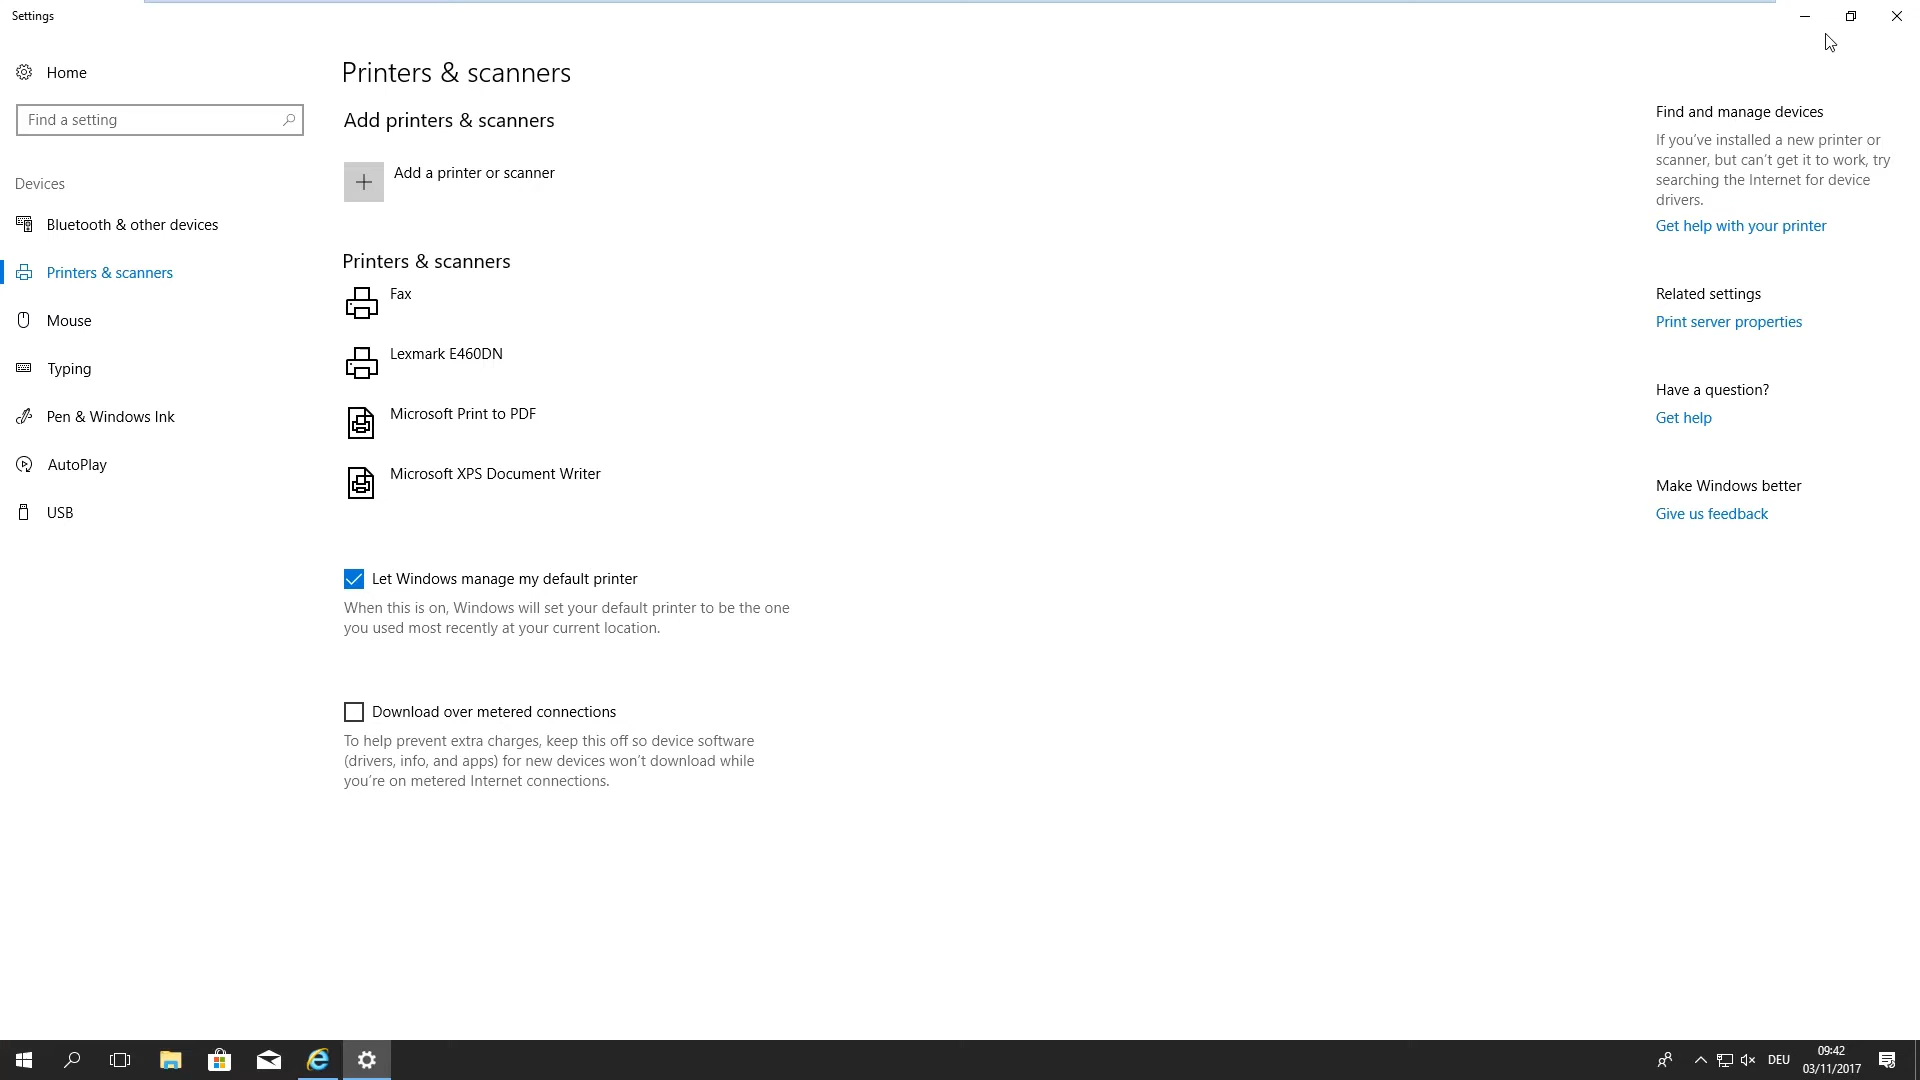 Settings
Home
Find a setting
Devices
Bluetooth & other devices
Printers & scanners
Mouse
Typing
Pen & Windows Ink
AutoPlay
USB
Printers & scanners
Add printers & scanners
Add a printer or scanner
Printers & scanners
Fax
Lexmark E460DN
Microsoft Print to PDF
Microsoft XPS Document Writer
Let Windows manage my default printer
When this is on, Windows will set your default printer to be the one
you used most recently at your current location.
Download over metered connections
To help prevent extra charges, keep this off so device software
(drivers, info, and apps) for new devices won't download while
you're on metered Internet connections.
Find and manage devices
If you've installed a new printer or
scanner, but can't get it to work, try
searching the Internet for device
drivers.
Get help with your printer
Related settings
Print server properties
Have a question?
Get help
Make Windows better
Give us feedback
DEU
09:42
03/11/2017